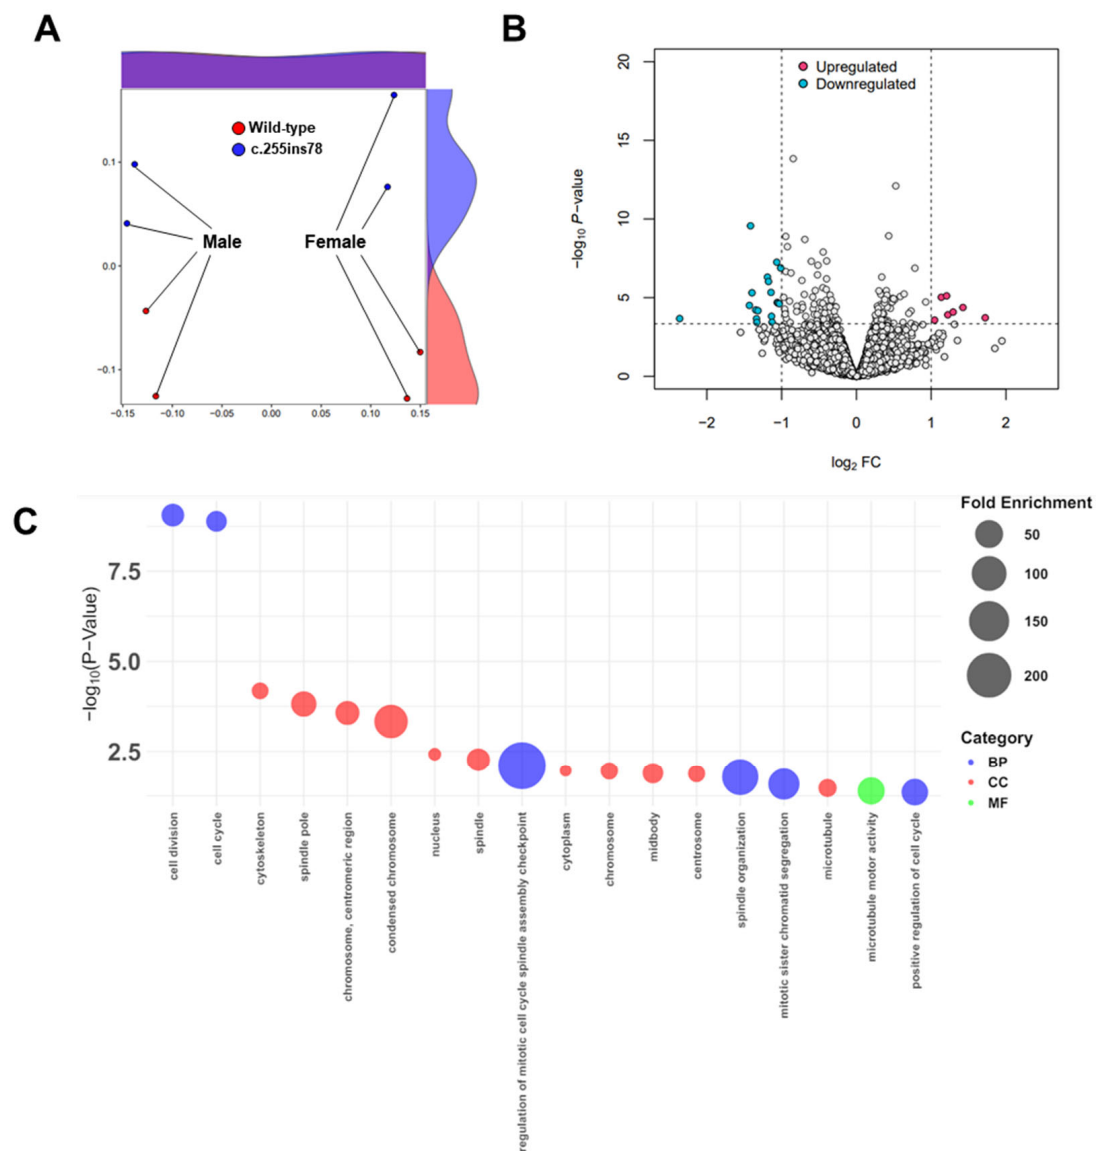 A
Wild-type
c.255ins78
Male
Female
0.1
0.0
−0.1
−0.15
−0.10
−0.05
0.00
0.05
0.10
0.15
B
Upregulated
Downregulated
−log10 P−value
20
15
10
5
0
−2
−1
0
1
2
log2 FC
C
−log10(P−Value)
7.5
5.0
2.5
cell division
cell cycle
cytoskeleton
spindle pole
chromosome, centromeric region
condensed chromosome
nucleus
spindle
regulation of mitotic cell cycle spindle assembly checkpoint
cytoplasm
chromosome
midbody
centrosome
spindle organization
mitotic sister chromatid segregation
microtubule
microtubule motor activity
positive regulation of cell cycle
Fold Enrichment
50
100
150
200
Category
BP
CC
MF